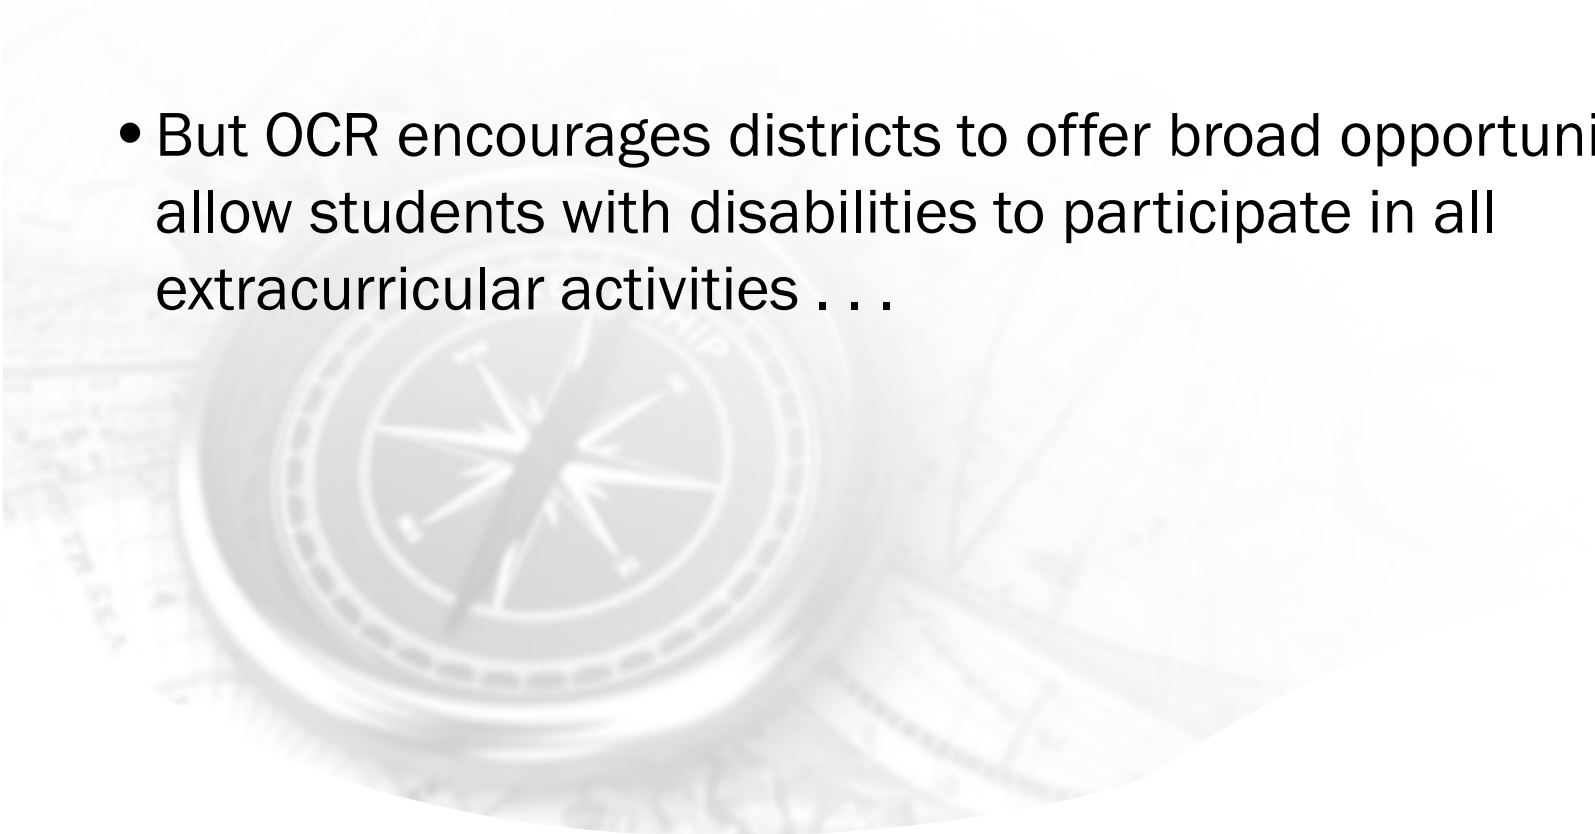 • But OCR encourages districts to offer broad opportuni
allow students with disabilities to participate in all
extracurricular activities . . .